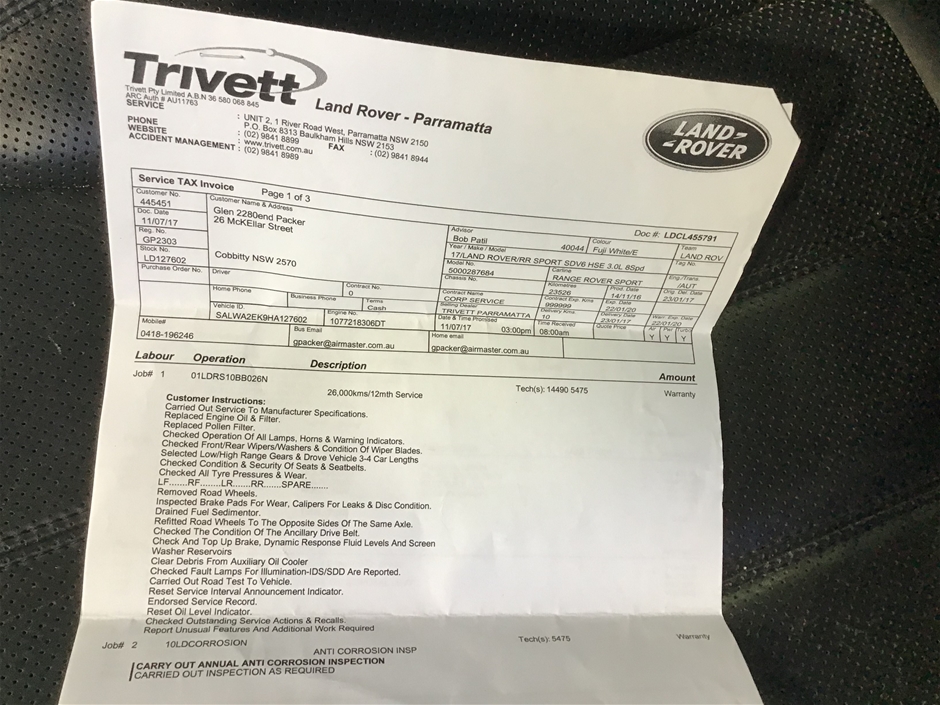 Trivett
Land Rover - Parramatta
LAND-
-ROVER
Trivett Pty Limited A.B.N 36 580 068 845
ARC Auth # AU11763
SERVICE : UNIT 2, 1 River Road West, Parramatta NSW 2150
P.O. Box 8313 Baulkham Hills NSW 2153
PHONE : (02) 9841 8899 FAX : (02) 9841 8944
WEBSITE : www.trivett.com.au
ACCIDENT MANAGEMENT : (02) 9841 8989
Service TAX Invoice Page 1 of 3
Doc #: LDCL455791
Customer No.
445451
Doc. Date
11/07/17
Reg. No.
GP2303
Stock No.
LD127602
Purchase Order No.
Customer Name & Address
Glen 2280end Packer
26 McKEllar Street
Cobbitty NSW 2570
Driver
Home Phone
Business Phone
Contract No.
0
Terms
Cash
Vehicle ID.
SALWA2EK9HA127602
Engine No.
1077218306DT
Advisor
Bob Patil 40044
Colour
Fuji White/E
Team
LAND ROV
Year / Make / Model
17/LAND ROVER/RR SPORT SDV6 HSE 3.0L 8Spd
Tag No.
Model No.
5000287684
Carline
RANGE ROVER SPORT
Eng./Trans.
/AUT
Chassis No.
Kilometres
23526
Prod. Date
14/11/16
Orig. Del. Date
23/01/17
Contract Name
CORP SERVICE
Contract Exp. Kms
999999
Exp. Date
22/01/20
Selling Dealer
TRIVETT PARRAMATTA
Delivery Kms.
10
Delivery Date
23/01/17
Warr. Exp. Date
22/01/20
Date & Time Promised
11/07/17 03:00pm
Time Received
08:00am
Quote Price
Air Pwr Turbo
Y Y Y
Mobile#
0418-196246
Bus Email
gpacker@airmaster.com.au
Home email
gpacker@airmaster.com.au
Labour Operation Description Amount
Job# 1 01LDRS10BB026N 26,000kms/12mth Service Tech(s): 14490 5475 Warranty
Customer Instructions:
Carried Out Service To Manufacturer Specifications.
Replaced Engine Oil & Filter.
Replaced Pollen Filter.
Checked Operation Of All Lamps, Horns & Warning Indicators.
Checked Front/Rear Wipers/Washers & Condition Of Wiper Blades.
Selected Low/High Range Gears & Drove Vehicle 3-4 Car Lengths
Checked Condition & Security Of Seats & Seatbelts.
Checked All Tyre Pressures & Wear.
LF.......RF........LR......RR......SPARE.......
Removed Road Wheels.
Inspected Brake Pads For Wear, Calipers For Leaks & Disc Condition.
Drained Fuel Sedimentor.
Refitted Road Wheels To The Opposite Sides Of The Same Axle.
Checked The Condition Of The Ancillary Drive Belt.
Check And Top Up Brake, Dynamic Response Fluid Levels And Screen
Washer Reservoirs
Clear Debris From Auxiliary Oil Cooler
Checked Fault Lamps For Illumination-IDS/SDD Are Reported.
Carried Out Road Test To Vehicle.
Reset Service Interval Announcement Indicator.
Endorsed Service Record.
Reset Oil Level Indicator.
Checked Outstanding Service Actions & Recalls.
Report Unusual Features And Additional Work Required
Job# 2 10LDCORROSION ANTI CORROSION INSP Tech(s): 5475 Warranty
CARRY OUT ANNUAL ANTI CORROSION INSPECTION
CARRIED OUT INSPECTION AS REQUIRED